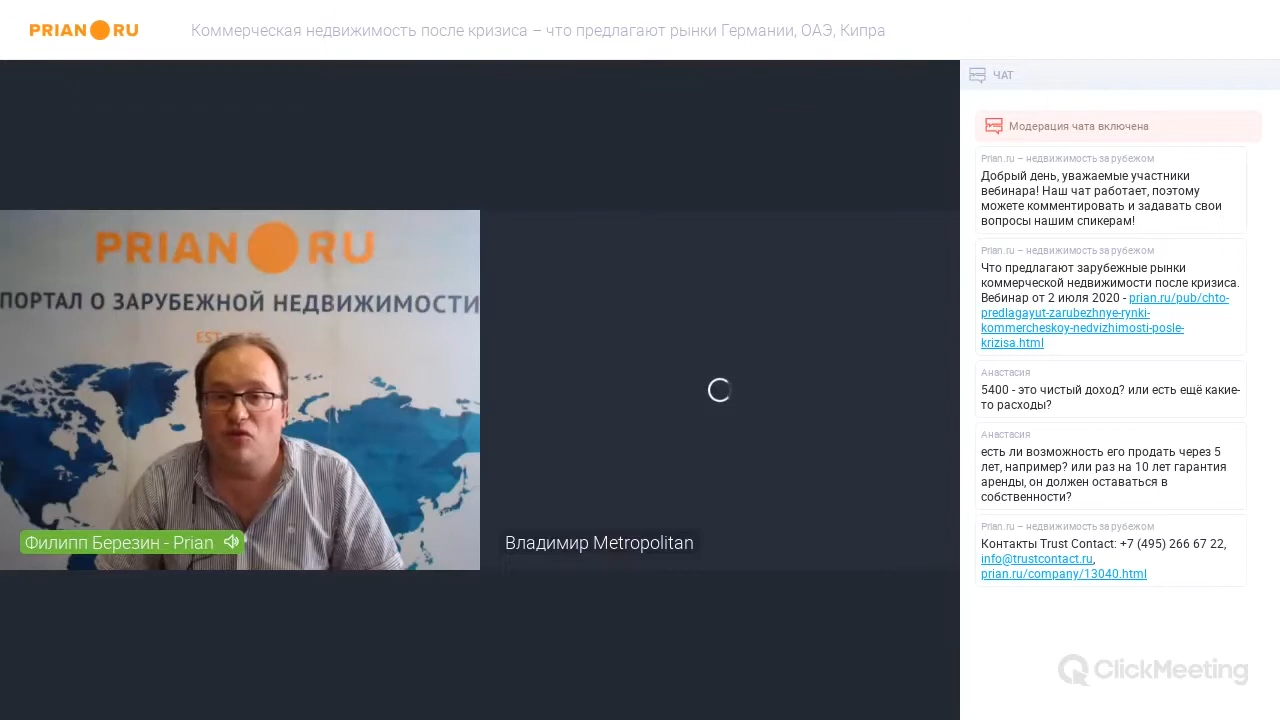 PRIAN RU
Коммерческая недвижимость после кризиса – что предлагают рынки Германии, ОАЭ, Кипра
PRIAN RU
ПОРТАЛ О ЗАРУБЕЖНОЙ НЕДВИЖИМОСТИ
Филипп Березин - Prian
Владимир Metropolitan
ЧАТ
Модерация чата включена
Prian.ru – недвижимость за рубежом
Добрый день, уважаемые участники
вебинара! Наш чат работает, поэтому
можете комментировать и задавать свои
вопросы нашим спикерам!
Prian.ru – недвижимость за рубежом
Что предлагают зарубежные рынки
коммерческой недвижимости после кризиса.
Вебинар от 2 июля 2020 - prian.ru/pub/chto-
predlagayut-zarubezhnye-rynki-
kommercheskoy-nedvizhimosti-posle-
krizisa.html
Анастасия
5400 - это чистый доход? или есть ещё какие-
то расходы?
Анастасия
есть ли возможность его продать через 5
лет, например? или раз на 10 лет гарантия
аренды, он должен оставаться в
собственности?
Prian.ru – недвижимость за рубежом
Контакты Trust Contact: +7 (495) 266 67 22,
info@trustcontact.ru,
prian.ru/company/13040.html
ClickMeeting